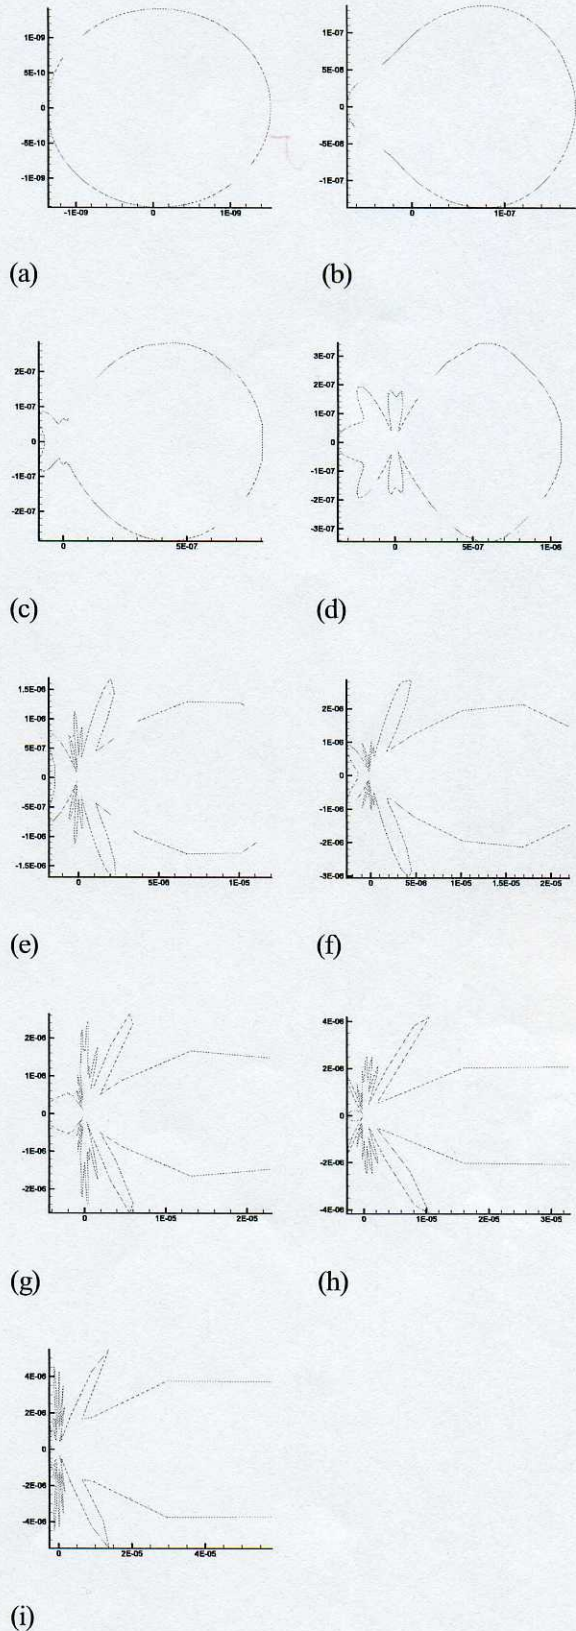 1E-09
5E-10
0
-5E-10
-1E-09
-1E-09 0 1E-09
(a)
1E-07
5E-08
0
-5E-08
-1E-07
0 1E-07
(b)
2E-07
1E-07
0
-1E-07
-2E-07
0 5E-07
(c)
3E-07
2E-07
1E-07
0
-1E-07
-2E-07
-3E-07
0 5E-07 1E-06
(d)
1.5E-06
1E-06
5E-07
0
-5E-07
-1E-06
-1.5E-06
0 5E-06 1E-05
(e)
2E-06
1E-06
0
-1E-06
-2E-06
-3E-06
0 5E-06 1E-05 1.5E-05 2E-05
(f)
2E-06
1E-06
0
-1E-06
-2E-06
0 1E-05 2E-05
(g)
4E-06
2E-06
0
-2E-06
-4E-06
0 1E-05 2E-05 3E-05
(h)
4E-06
2E-06
0
-2E-06
-4E-06
0 2E-05 4E-05
(i)